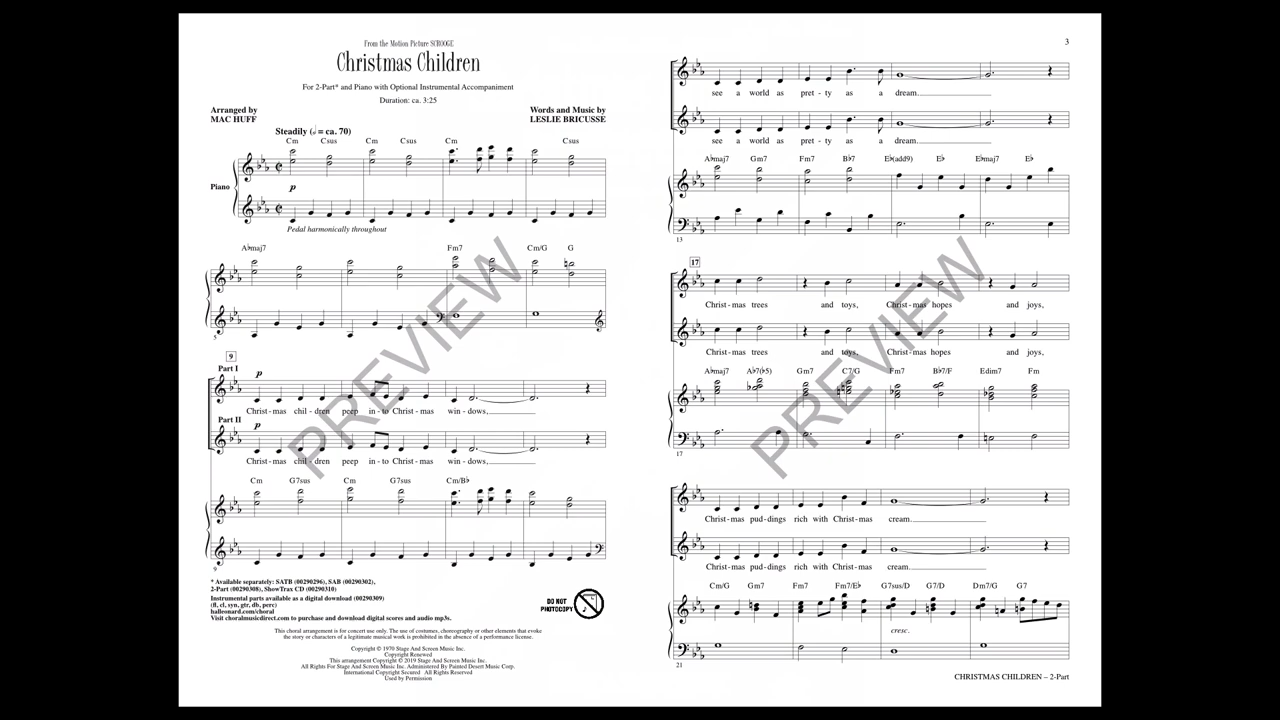 From the Motion Picture SCROOGE
Christmas Children
For 2-Part* and Piano with Optional Instrumental Accompaniment
Duration: ca. 3:25
Arranged by
MAC HUFF
Words and Music by
LESLIE BRICUSSE
Steadily (𝅗𝅥 = ca. 70)
Cm Csus Cm Csus Cm Csus
Piano
p
Pedal harmonically throughout
A♭maj7 Fm7 Cm/G G
5
9
Part I
p
Christ - mas chil - dren peep in - to Christ - mas win - dows,
Part II
p
Christ - mas chil - dren peep in - to Christ - mas win - dows,
Cm G7sus Cm G7sus Cm/B♭
9
* Available separately: SATB (00290296), SAB (00290302),
2-Part (00290308), ShowTrax CD (00290310)
Instrumental parts available as a digital download (00290309)
(fl, cl, syn, gtr, db, perc)
halleonard.com/choral
Visit choralmusicdirect.com to purchase and download digital scores and audio mp3s.
DO NOT
PHOTOCOPY
This choral arrangement is for concert use only. The use of costumes, choreography or other elements that evoke
the story or characters of a legitimate musical work is prohibited in the absence of a performance license.
Copyright © 1970 Stage And Screen Music Inc.
Copyright Renewed
This arrangement Copyright © 2019 Stage And Screen Music Inc.
All Rights For Stage And Screen Music Inc. Administered By Painted Desert Music Corp.
International Copyright Secured All Rights Reserved
Used by Permission
PREVIEW
3
see a world as pret - ty as a dream.
see a world as pret - ty as a dream.
A♭maj7 Gm7 Fm7 B♭7 E♭(add9) E♭ E♭maj7 E♭
13
17
Christ - mas trees and toys, Christ - mas hopes and joys,
Christ - mas trees and toys, Christ - mas hopes and joys,
A♭maj7 A♭7(♭5) Gm7 C7/G Fm7 B♭7/F Edim7 Fm
17
Christ - mas pud - dings rich with Christ - mas cream.
Christ - mas pud - dings rich with Christ - mas cream.
Cm/G Gm7 Fm7 Fm7/E♭ G7sus/D G7/D Dm7/G G7
cresc.
21
CHRISTMAS CHILDREN – 2-Part
PREVIEW